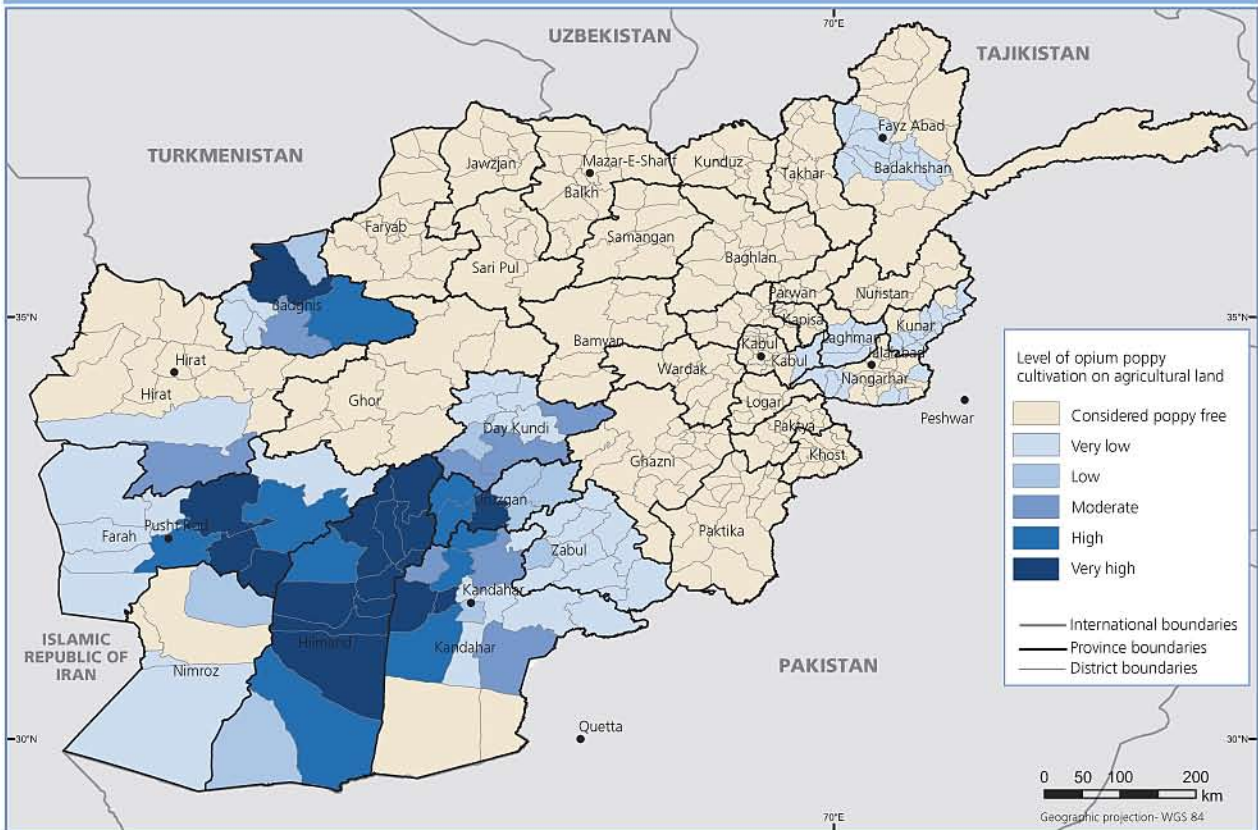 70°E
UZBEKISTAN
TAJIKISTAN
TURKMENISTAN
Jawzjan
Mazar-E-Sharif
Balkh
Kunduz
Takhar
Fayz Abad
Badakhshan
Faryab
Samangan
Sari Pul
Baghlan
Badghis
Parwan
Nuristan
Kapisa
35°N
35°N
Kunar
Laghman
Bamyan
Kabul
Kabul
Jalalabad
Hirat
Hirat
Wardak
Nangarhar
Ghor
Logar
Peshwar
Day Kundi
Paktya
Khost
Ghazni
Uruzgan
Paktika
Pusht Rod
Farah
Zabul
Kandahar
Kandahar
Hilmand
ISLAMIC
REPUBLIC OF
IRAN
Nimroz
PAKISTAN
Quetta
30°N
30°N
70°E
Level of opium poppy
cultivation on agricultural land
Considered poppy free
Very low
Low
Moderate
High
Very high
International boundaries
Province boundaries
District boundaries
0 50 100 200
km
Geographic projection- WGS 84